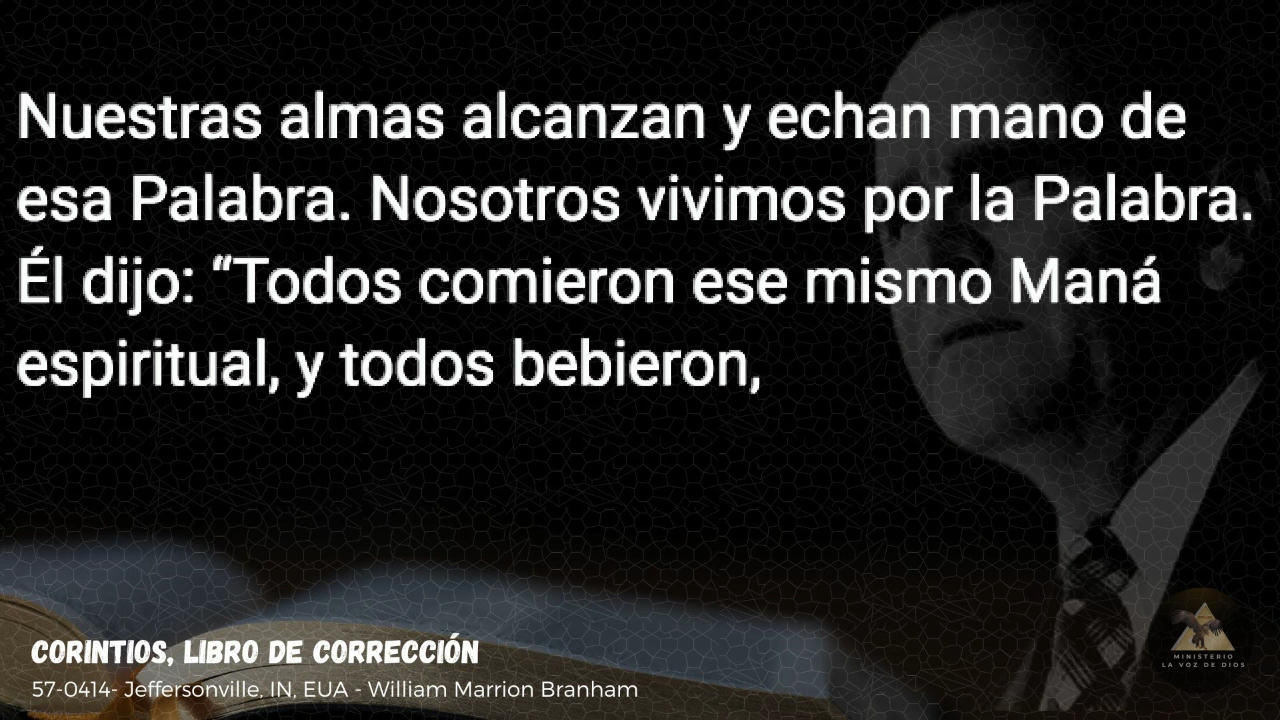 Nuestras almas alcanzan y echan mano de
esa Palabra. Nosotros vivimos por la Palabra.
Él dijo: “Todos comieron ese mismo Maná
espiritual, y todos bebieron,
CORINTIOS, LIBRO DE CORRECCIÓN
57-0414- Jeffersonville, IN, EUA - William Marrion Branham
MINISTERIO
LA VOZ DE DIOS